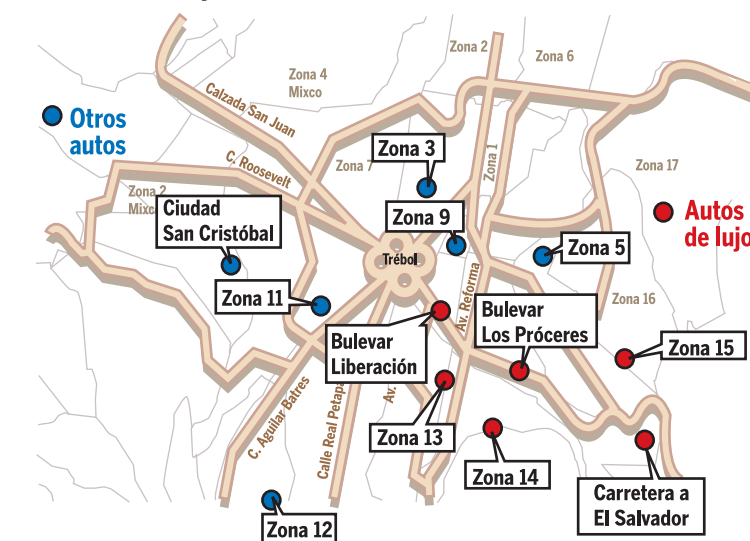 Zona 2
Zona 6
Zona 4
Mixco
Calzada San Juan
Otros
autos
Zona 3
Zona 1
C. Roosevelt
Zona 7
Zona 17
Zona 2
Ciudad
San Cristóbal
Zona 9
Autos
de lujo
Zona 5
Trébol
Zona 11
Av. Reforma
Bulevar
Los Próceres
Zona 16
Bulevar
Liberación
Zona 15
Av.
C. Aguilar Batres
Calle Real
Zona 13
Zona 14
Carretera a
El Salvador
Zona 12